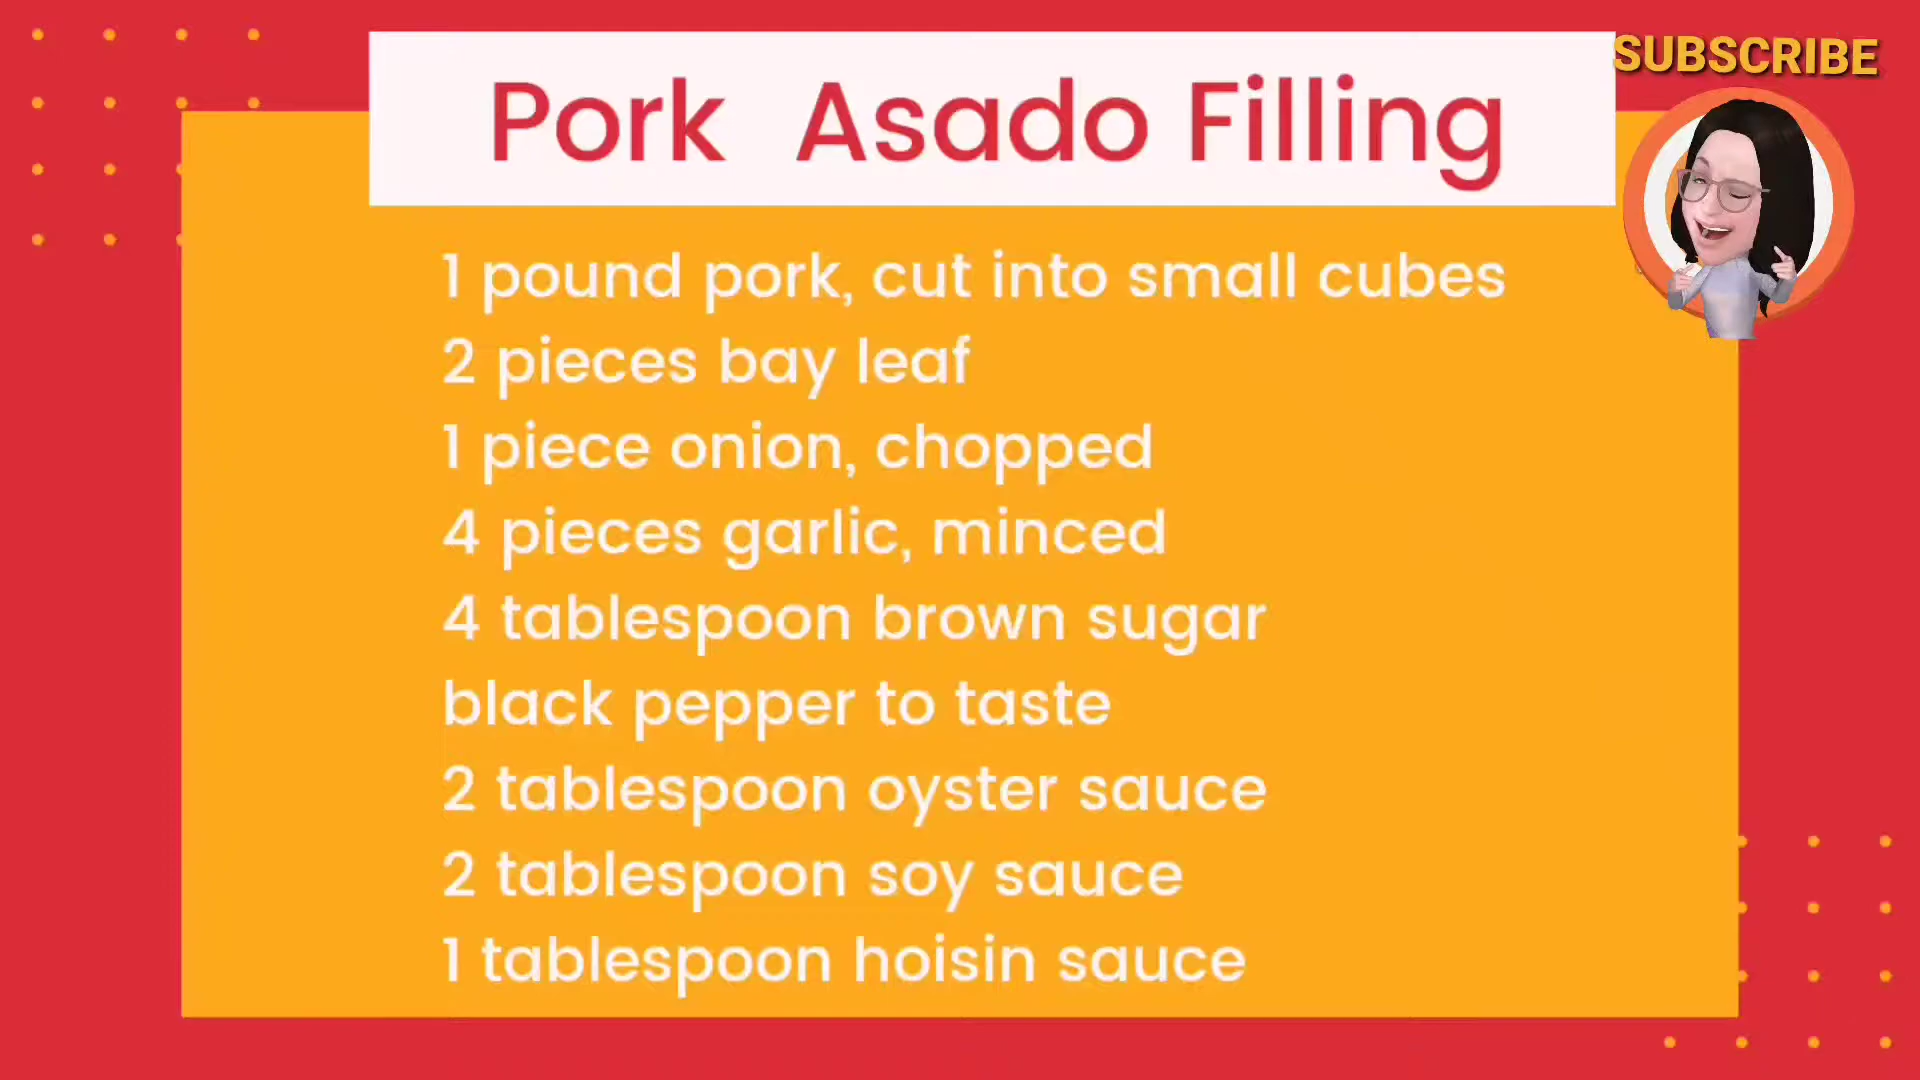 Pork Asado Filling
SUBSCRIBE
1 pound pork, cut into small cubes
2 pieces bay leaf
1 piece onion, chopped
4 pieces garlic, minced
4 tablespoon brown sugar
black pepper to taste
2 tablespoon oyster sauce
2 tablespoon soy sauce
1 tablespoon hoisin sauce